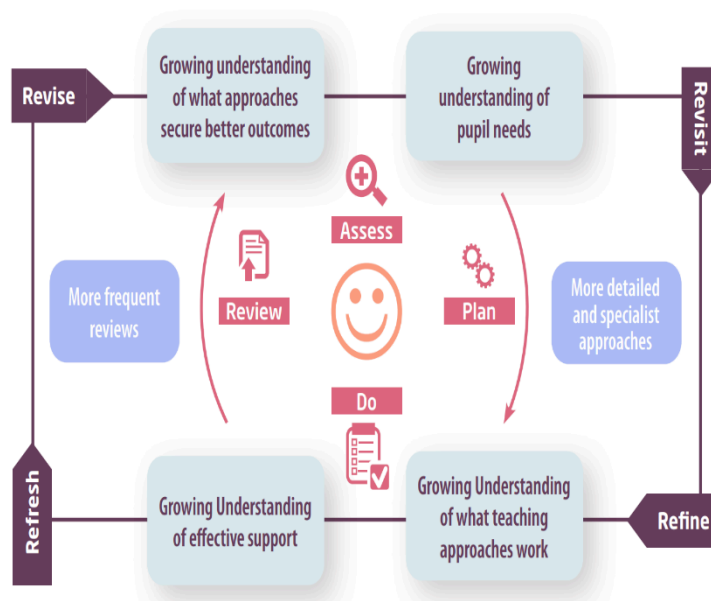 Growing understanding
of what approaches
secure better outcomes
Growing
understanding of
pupil needs
Revise
Revisit
Assess
More frequent
reviews
Review
Plan
More detailed
and specialist
approaches
Do
Refresh
Growing Understanding
of effective support
Growing Understanding
of what teaching
approaches work
Refine